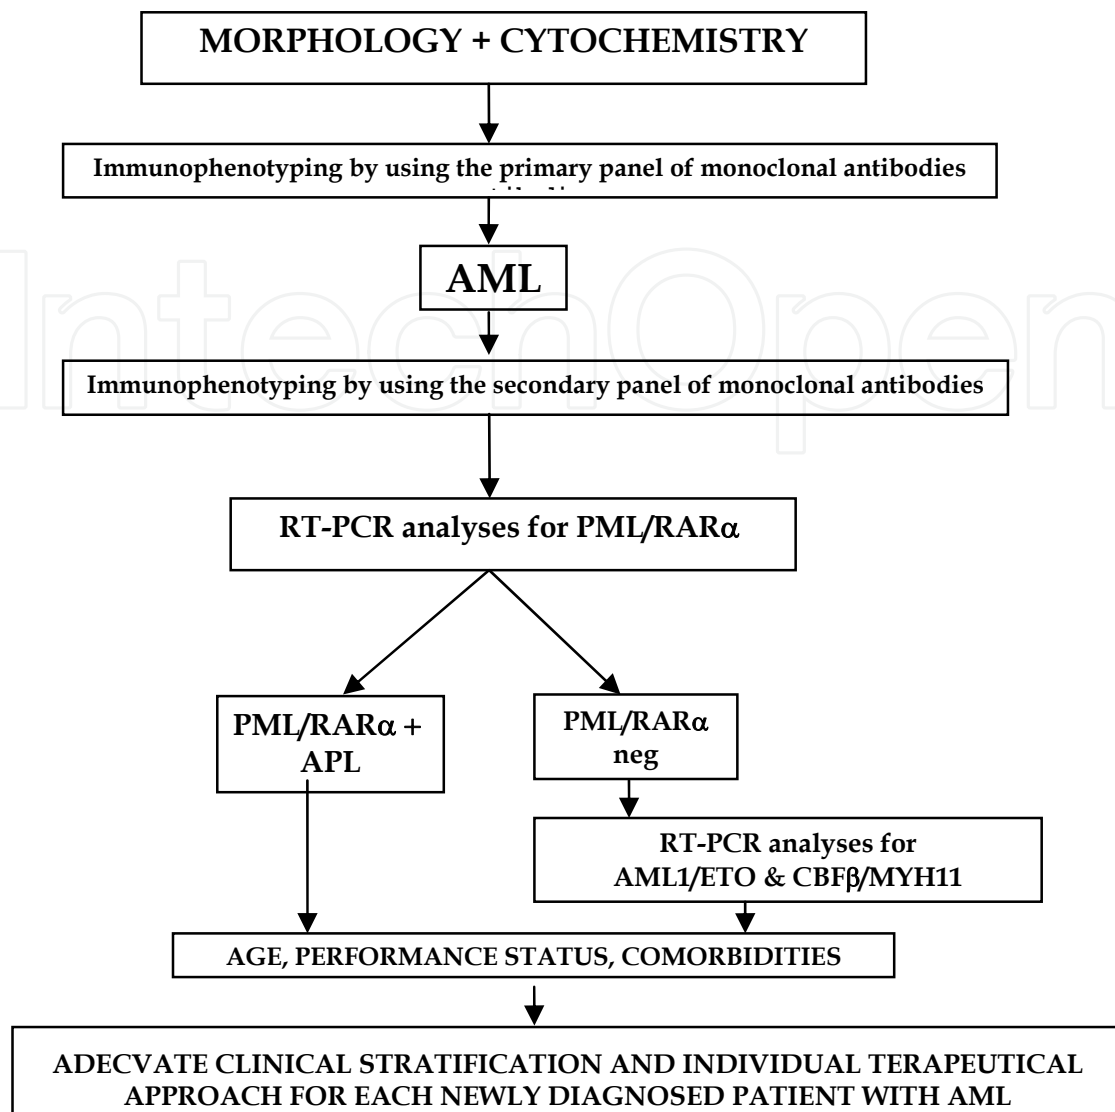 MORPHOLOGY + CYTOCHEMISTRY
Immunophenotyping by using the primary panel of monoclonal antibodies
AML
Immunophenotyping by using the secondary panel of monoclonal antibodies
RT-PCR analyses for PML/RARα
PML/RARα +
APL
PML/RARα
neg
RT-PCR analyses for
AML1/ETO & CBFβ/MYH11
AGE, PERFORMANCE STATUS, COMORBIDITIES
ADECVATE CLINICAL STRATIFICATION AND INDIVIDUAL TERAPEUTICAL
APPROACH FOR EACH NEWLY DIAGNOSED PATIENT WITH AML
IntechOpen